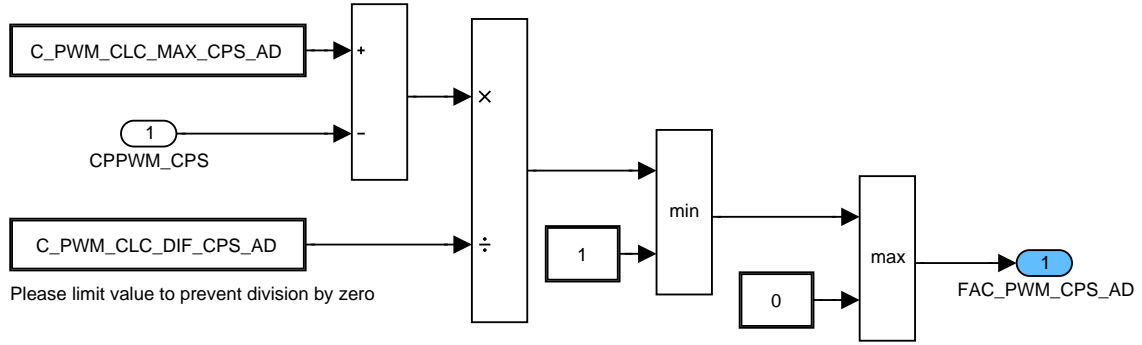 C_PWM_CLC_MAX_CPS_AD
+
×
1
−
CPPWM_CPS
min
C_PWM_CLC_DIF_CPS_AD
÷
1
max
1
Please limit value to prevent division by zero
0
FAC_PWM_CPS_AD